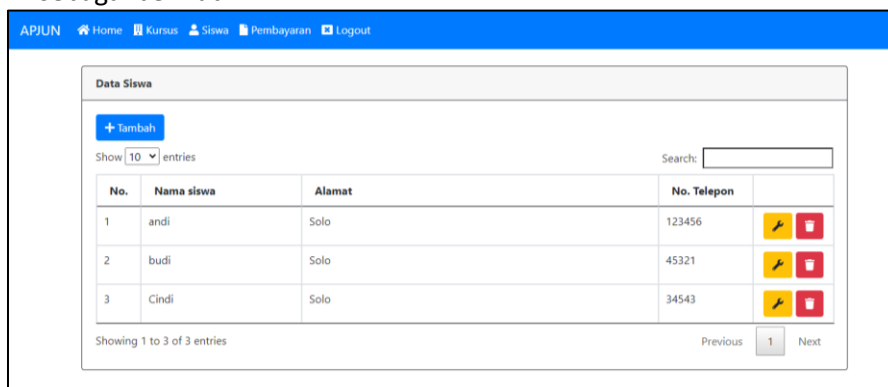 APJUN Home Kursus Siswa Pembayaran Logout
Data Siswa
Tambah
Show 10 entries Search:
No. Nama siswa Alamat No. Telepon
1 andi Solo 123456
2 budi Solo 45321
3 Cindi Solo 34543
Showing 1 to 3 of 3 entries Previous 1 Next